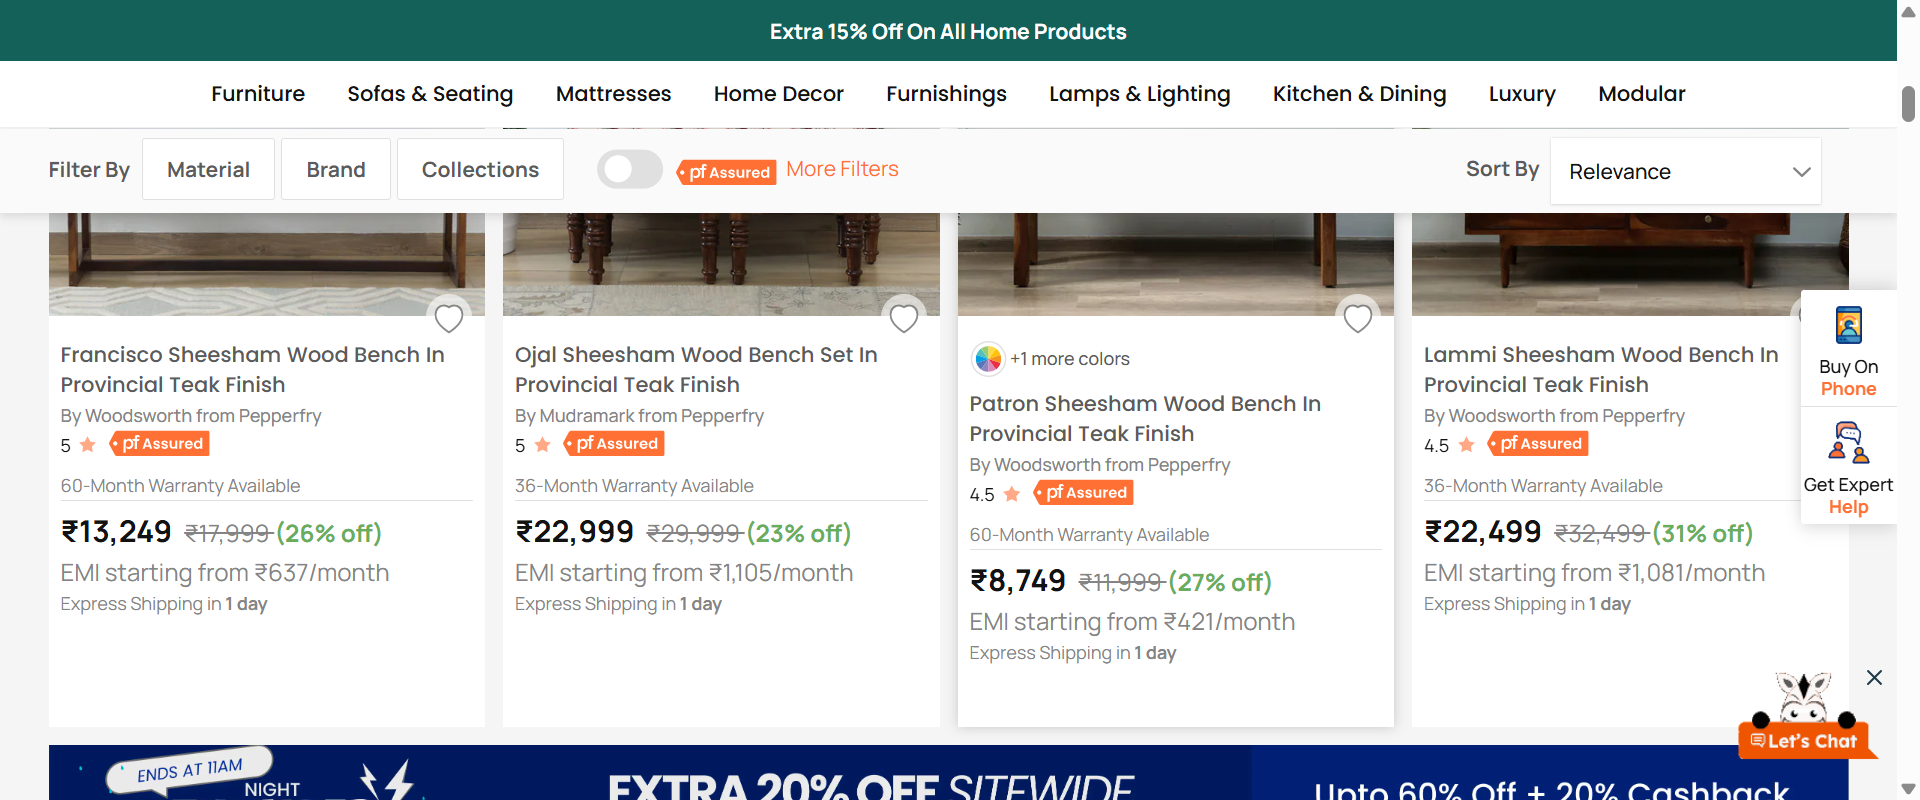 Extra 15% Off On All Home Products
Furniture Sofas & Seating Mattresses Home Decor Furnishings Lamps & Lighting Kitchen & Dining Luxury Modular
Filter By Material Brand Collections pf Assured More Filters Sort By Relevance
Francisco Sheesham Wood Bench In
Provincial Teak Finish
By Woodsworth from Pepperfry
5 pf Assured
60-Month Warranty Available
₹13,249 ₹17,999 (26% off)
EMI starting from ₹637/month
Express Shipping in 1 day
Ojal Sheesham Wood Bench Set In
Provincial Teak Finish
By Mudramark from Pepperfry
5 pf Assured
36-Month Warranty Available
₹22,999 ₹29,999 (23% off)
EMI starting from ₹1,105/month
Express Shipping in 1 day
+1 more colors
Patron Sheesham Wood Bench In
Provincial Teak Finish
By Woodsworth from Pepperfry
4.5 pf Assured
60-Month Warranty Available
₹8,749 ₹11,999 (27% off)
EMI starting from ₹421/month
Express Shipping in 1 day
Lammi Sheesham Wood Bench In
Provincial Teak Finish
By Woodsworth from Pepperfry
4.5 pf Assured
36-Month Warranty Available
₹22,499 ₹32,499 (31% off)
EMI starting from ₹1,081/month
Express Shipping in 1 day
Buy On
Phone
Get Expert
Help
Let's Chat
ENDS AT 11AM
NIGHT
EXTRA 20% OFF SITEWIDE
Upto 60% Off + 20% Cashback